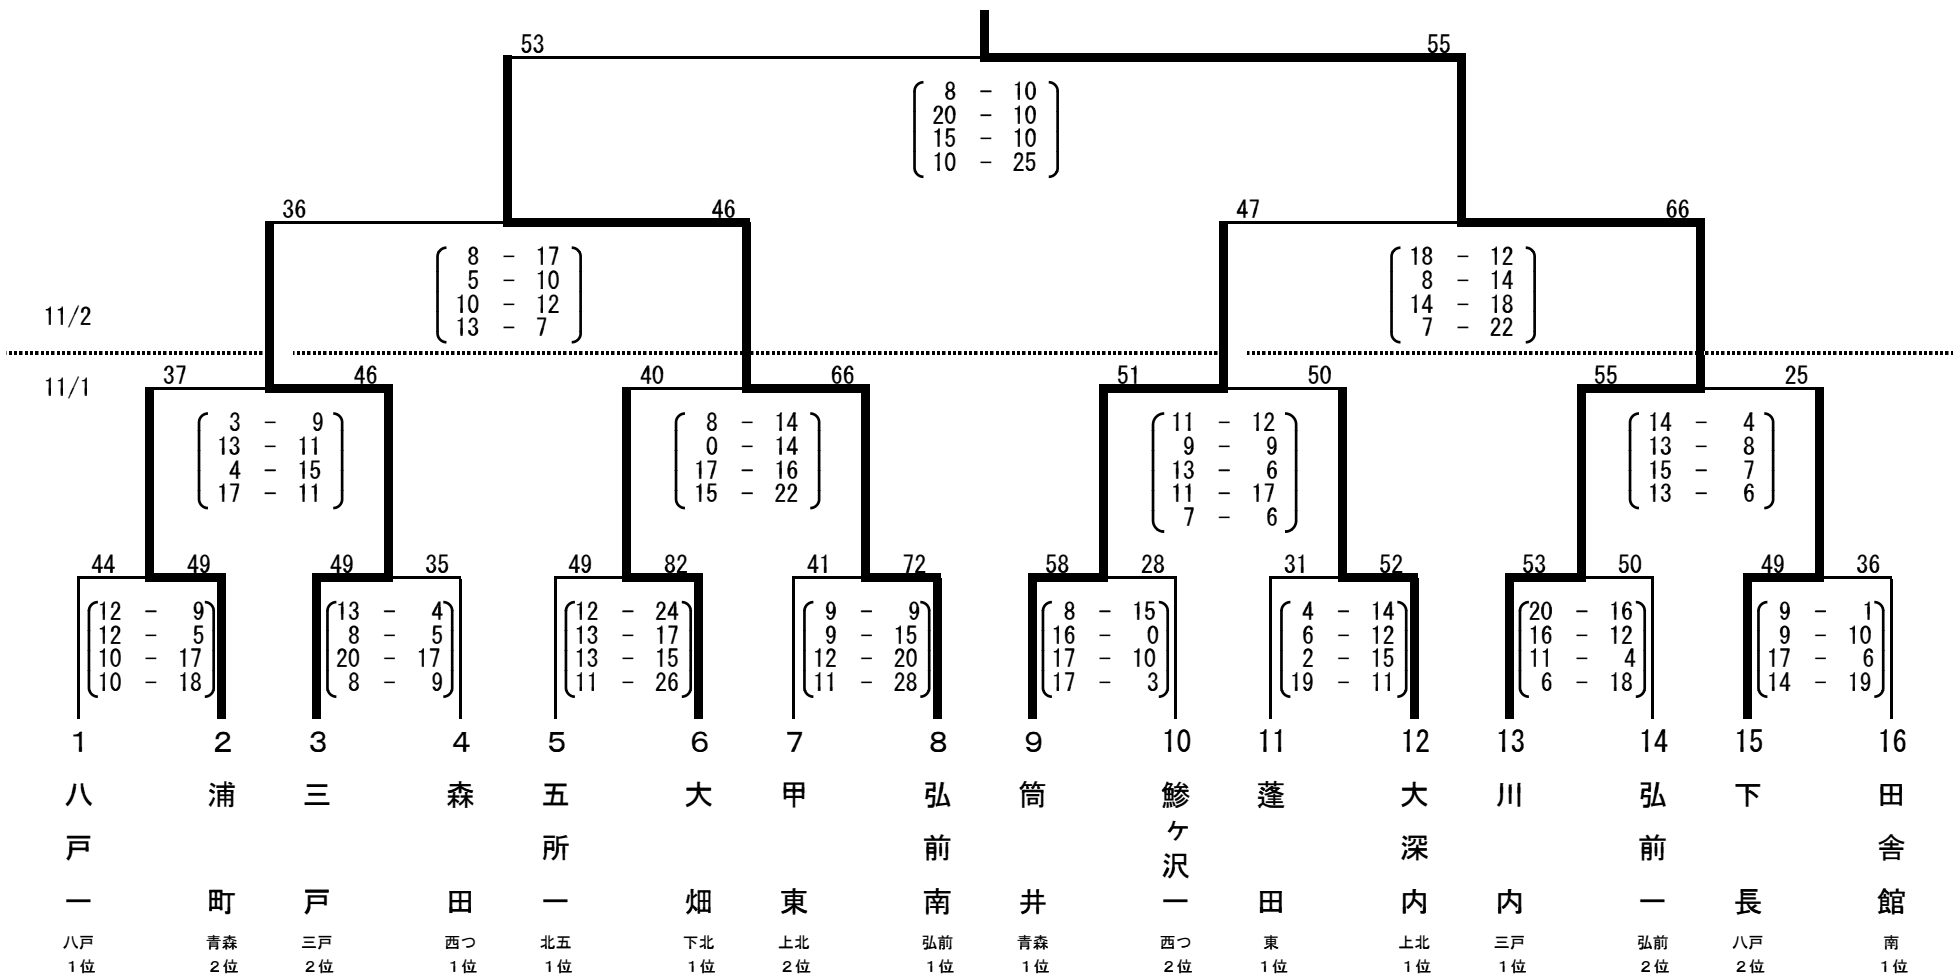 53 55
8 － 10
20 － 10
15 － 10
10 － 25
36 46 47 66
8 － 17 18 － 12
5 － 10 8 － 14
10 － 12 14 － 18
13 － 7 7 － 22
11/2
11/1
37 46 40 66 51 50 55 25
3 － 9 8 － 14 11 － 12 14 － 4
13 － 11 0 － 14 9 － 9 13 － 8
4 － 15 17 － 16 13 － 6 15 － 7
17 － 11 15 － 22 11 － 17 13 － 6
7 － 6
44 49 49 35 49 82 41 72 58 28 31 52 53 50 49 36
12 － 9 13 － 4 12 － 24 9 － 9 8 － 15 4 － 14 20 － 16 9 － 1
12 － 5 8 － 5 13 － 17 9 － 15 16 － 0 6 － 12 16 － 12 9 － 10
10 － 17 20 － 17 13 － 15 12 － 20 17 － 10 2 － 15 11 － 4 17 － 6
10 － 18 8 － 9 11 － 26 11 － 28 17 － 3 19 － 11 6 － 18 14 － 19
1 2 3 4 5 6 7 8 9 10 11 12 13 14 15 16
八戸一 浦町 三戸 森田 五所一 大畑 甲東 弘前南 筒井 鯵ヶ沢一 蓬田 大深内 川内 弘前一 下長 田舎館
八戸 青森 三戸 西つ 北五 下北 上北 弘前 青森 西つ 東 上北 三戸 弘前 八戸 南
1位 2位 2位 1位 1位 1位 2位 1位 1位 2位 1位 1位 1位 2位 2位 1位